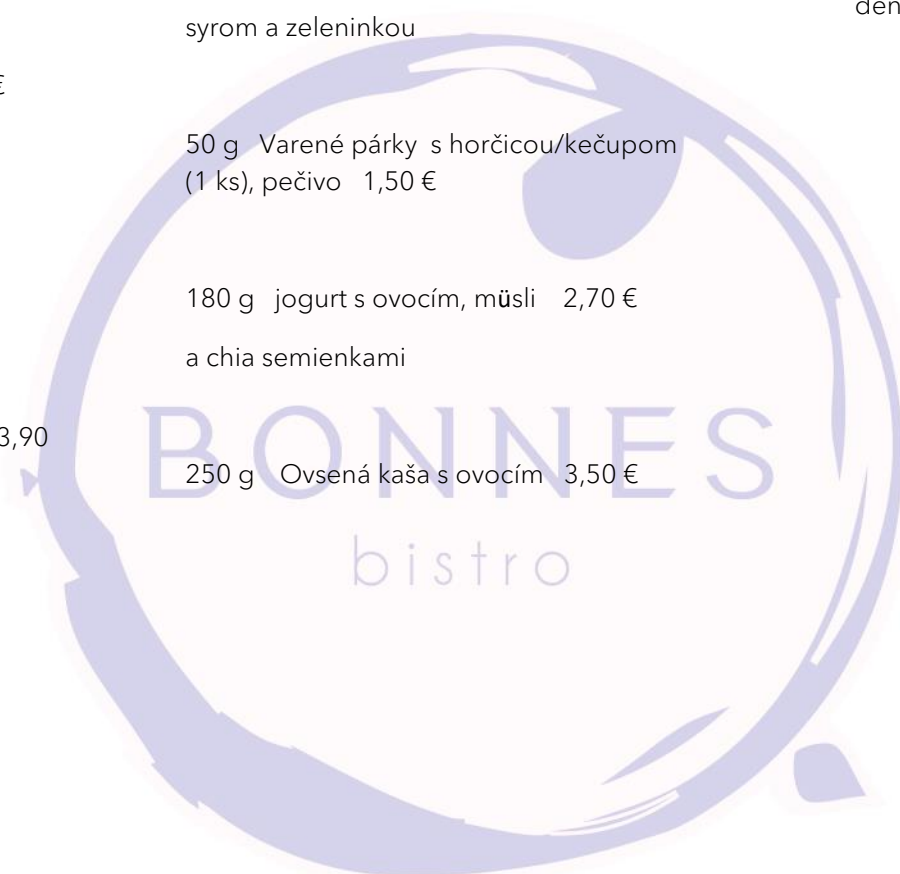 den
syrom a zeleninkou
€
50 g Varené párky s horčicou/kečupom
(1 ks), pečivo 1,50 €
180 g jogurt s ovocím, müsli 2,70 €
a chia semienkami
3,90
BONNES
250 g Ovsená kaša s ovocím 3,50 €
bistro